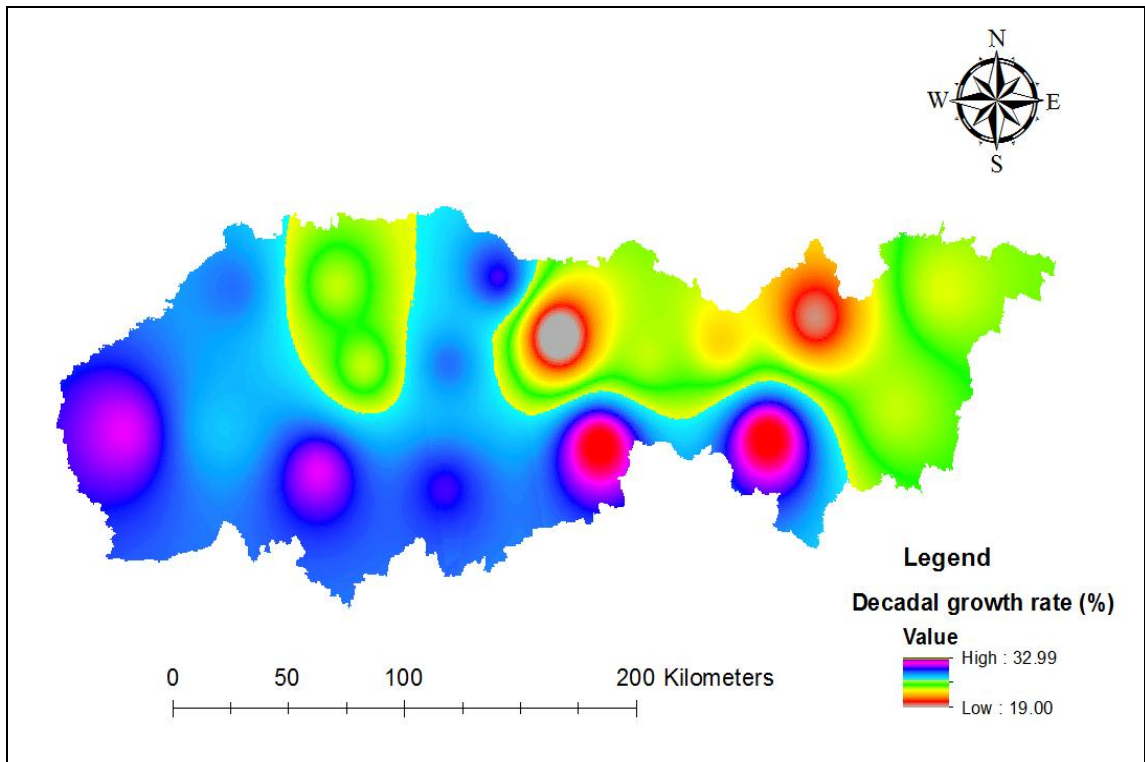 N
W E
S
Legend
Decadal growth rate (%)
Value
High : 32.99
Low : 19.00
0 50 100 200 Kilometers